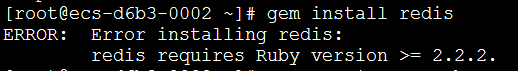 [root@ecs-d6b3-0002 ~]# gem install redis
ERROR:  Error installing redis:
        redis requires Ruby version >= 2.2.2.